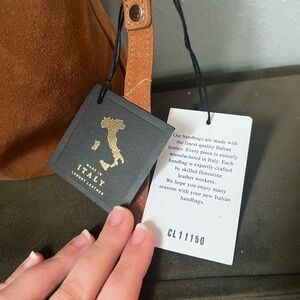 MADE IN
ITALY
GENUINE LEATHER
Our handbags are made with
the finest quality Italian
leather. Every piece is entirely
manufactured in Italy. Each
handbag is expertly crafted
by skilled florentine
leather workers.
We hope you enjoy many
seasons with your new Italian
handbags.
CL11150